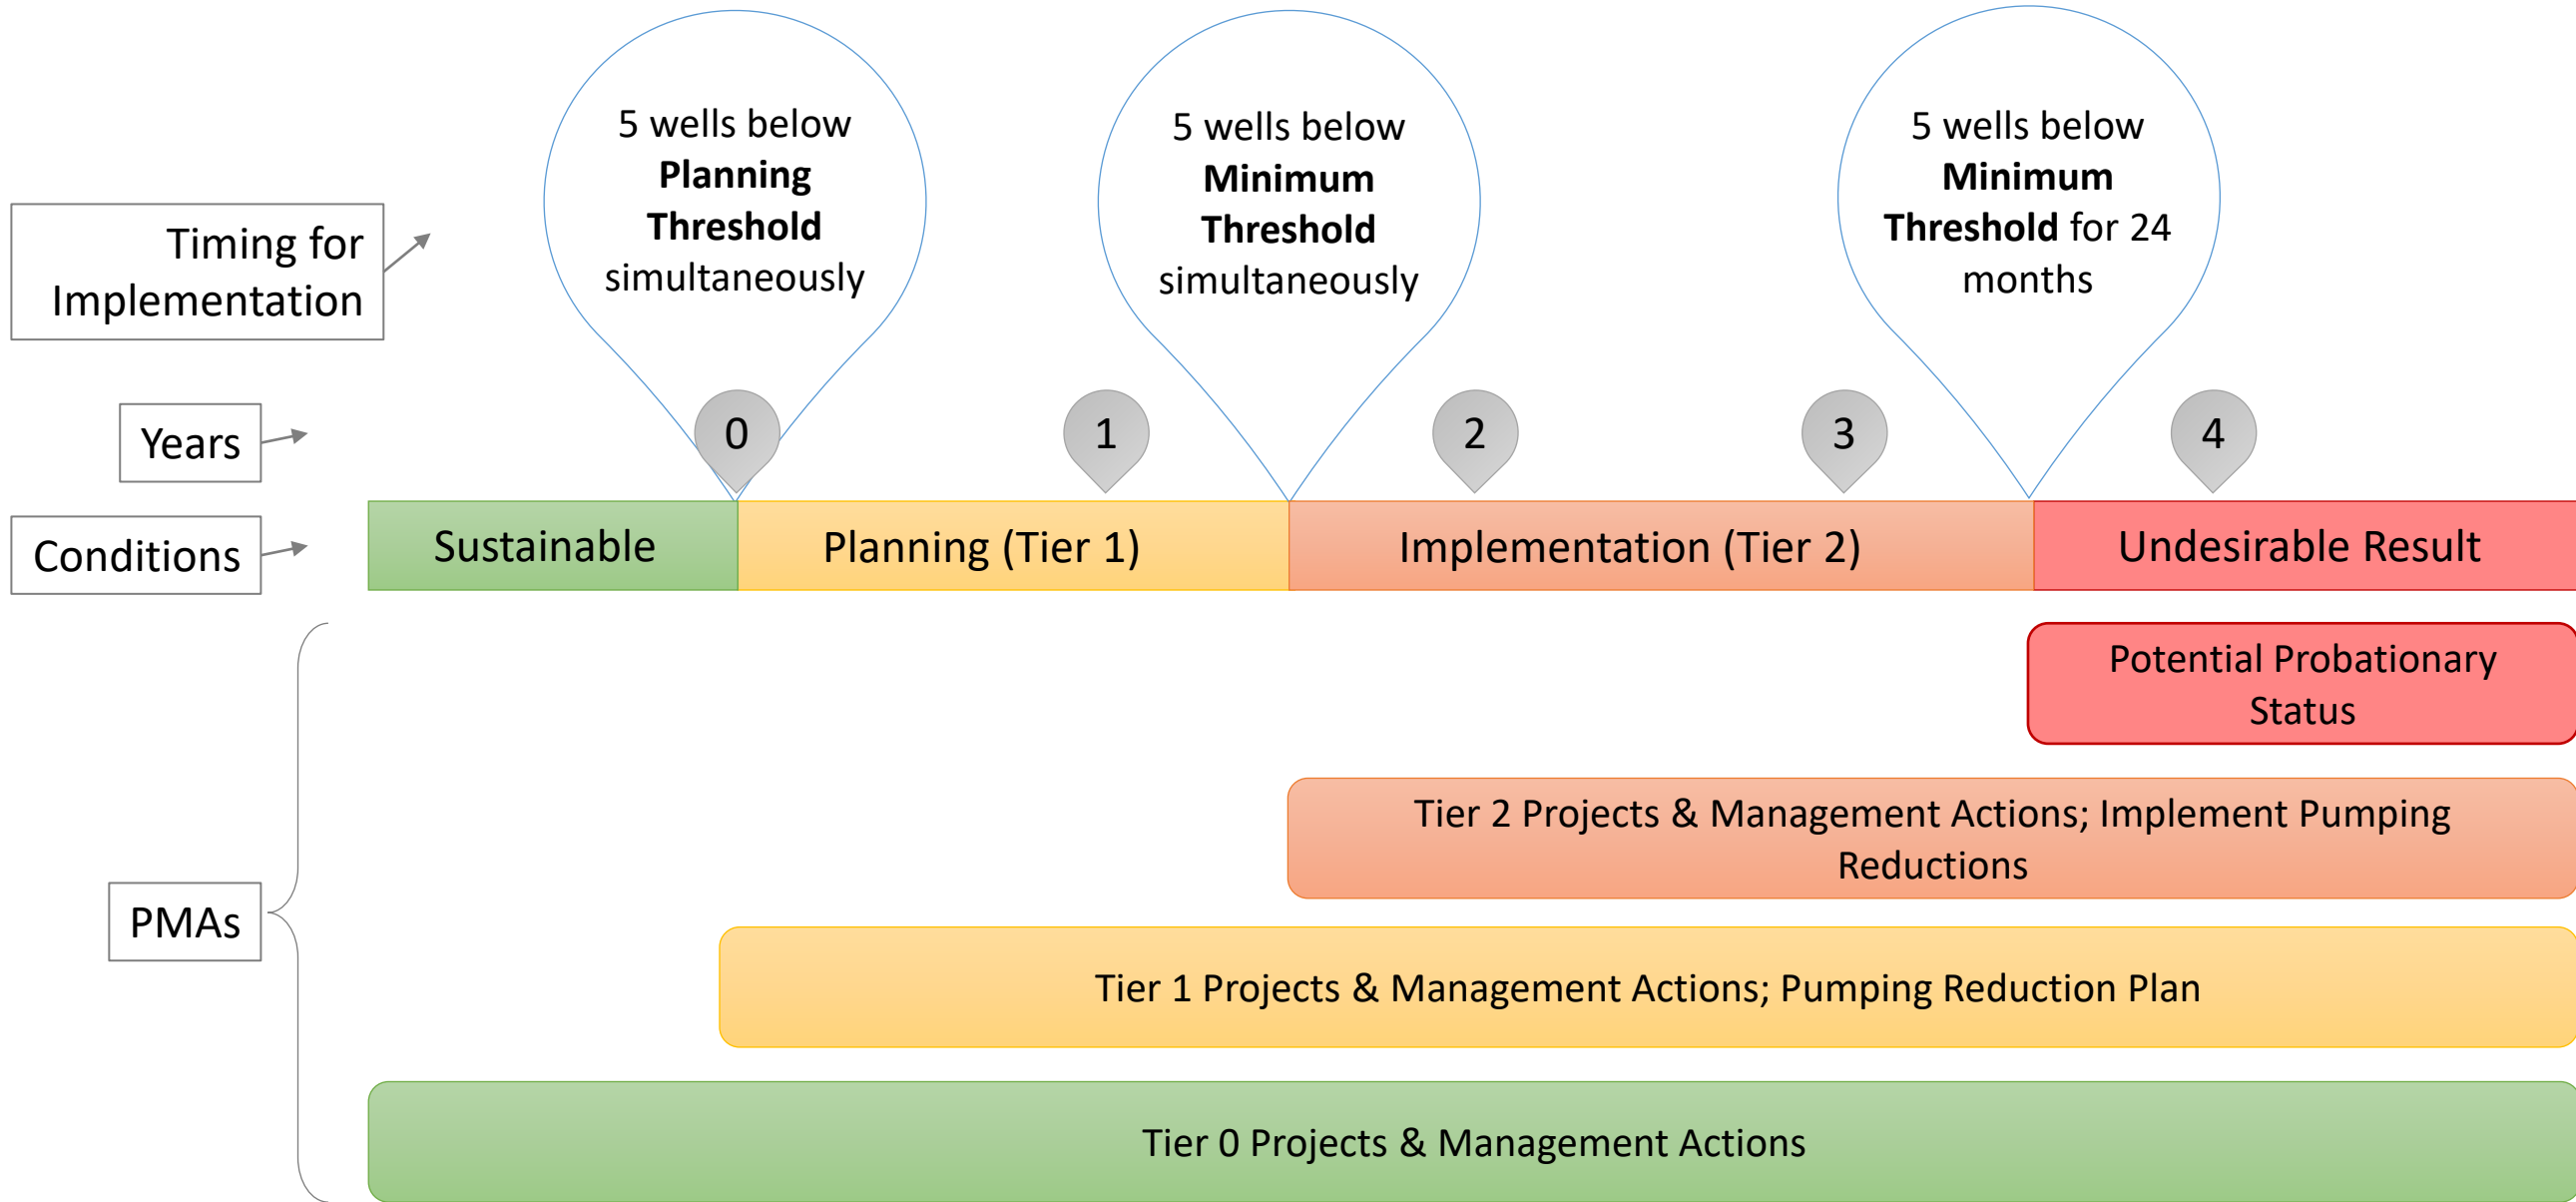 5 wells below
Planning
Threshold
simultaneously
5 wells below
Minimum
Threshold
simultaneously
5 wells below
Minimum
Threshold for 24
months
Timing for
Implementation
Years
0
1
2
3
4
Conditions
Sustainable
Planning (Tier 1)
Implementation (Tier 2)
Undesirable Result
Potential Probationary
Status
Tier 2 Projects & Management Actions; Implement Pumping
Reductions
PMAs
Tier 1 Projects & Management Actions; Pumping Reduction Plan
Tier 0 Projects & Management Actions